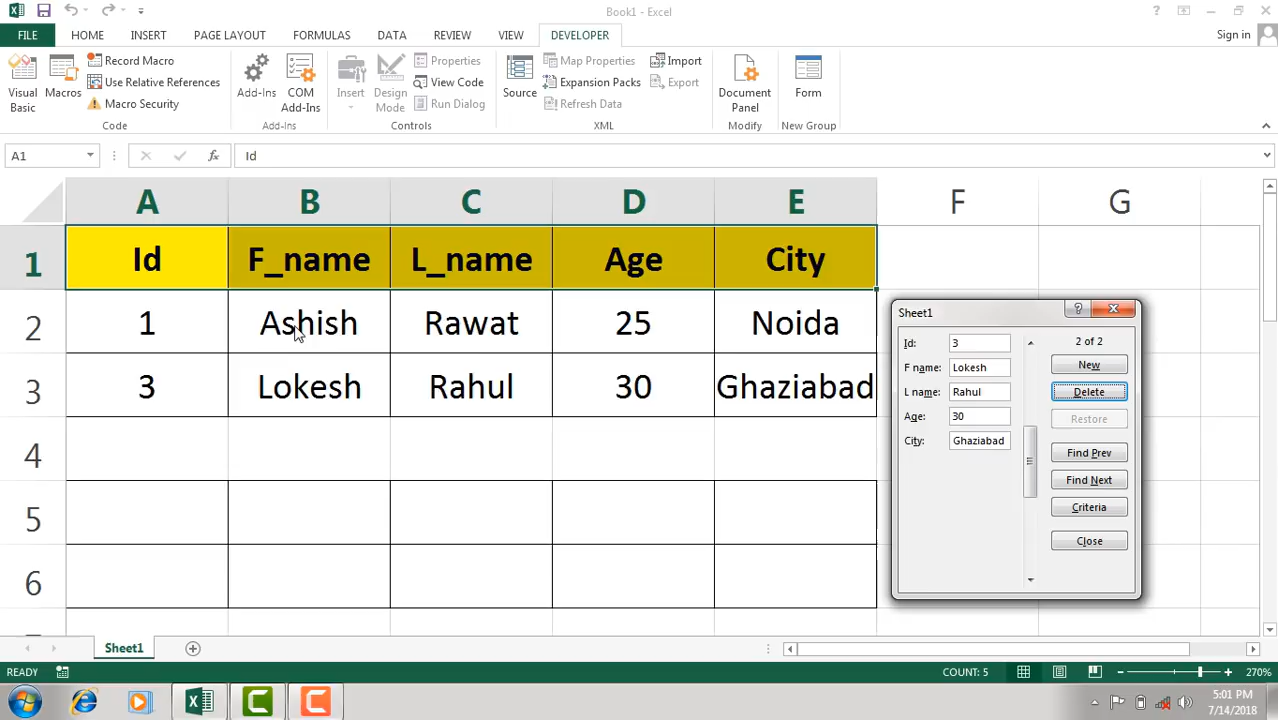 Book1 - Excel
FILE HOME INSERT PAGE LAYOUT FORMULAS DATA REVIEW VIEW DEVELOPER Sign in
Visual Basic
Macros
Record Macro
Use Relative References
Macro Security
Code
Add-Ins
COM Add-Ins
Add-Ins
Insert
Design Mode
Properties
View Code
Run Dialog
Controls
Source
Map Properties
Expansion Packs
Refresh Data
Import
Export
XML
Document Panel
Modify
Form
New Group
A1 fx Id
A B C D E F G
1 Id F_name L_name Age City
2 1 Ashish Rawat 25 Noida
3 3 Lokesh Rahul 30 Ghaziabad
4
5
6
Sheet1
Id: 3
F name: Lokesh
L name: Rahul
Age: 30
City: Ghaziabad
2 of 2
New
Delete
Restore
Find Prev
Find Next
Criteria
Close
Sheet1
READY COUNT: 5 270%
5:01 PM
7/14/2018